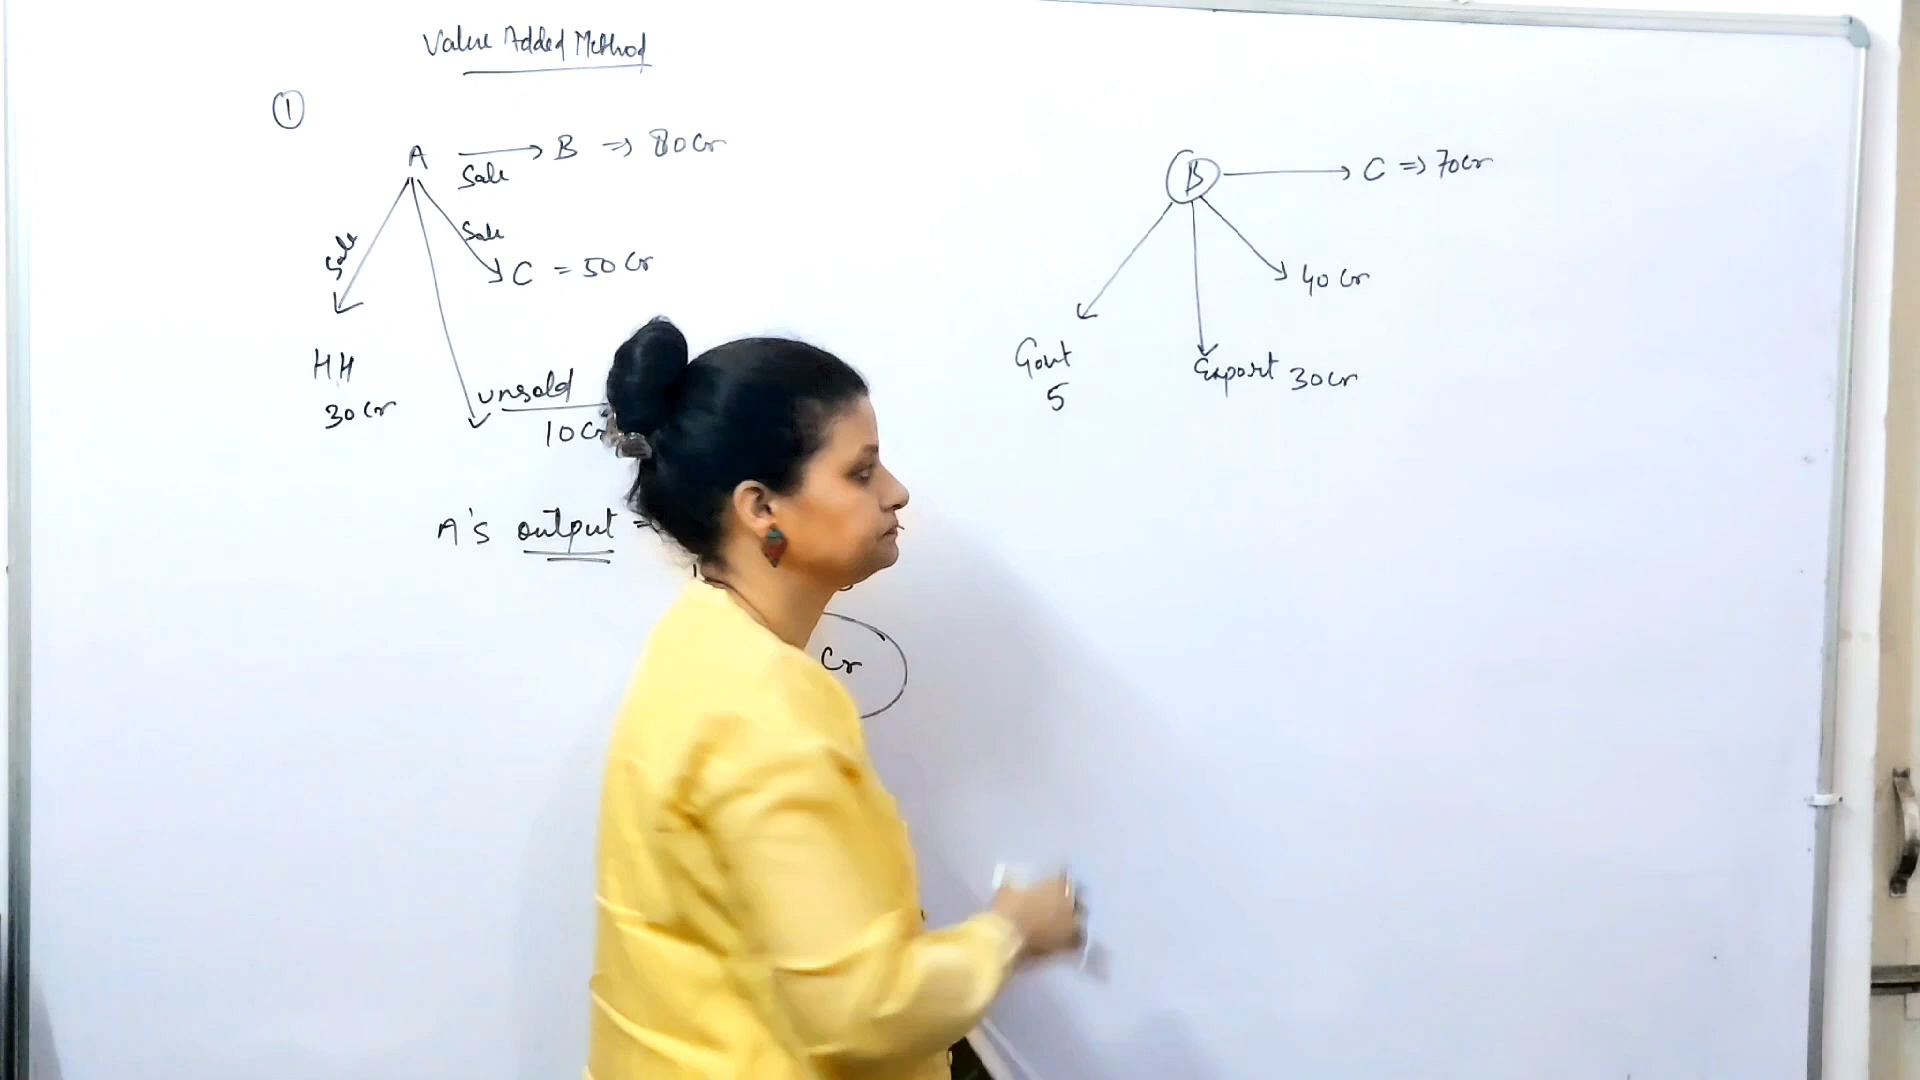 Value Added Method
1
A Sale → B ⇒ 80 Cr
Sale
Sale
C = 50 Cr
HH
30 Cr
unsold
10 Cr
A's output =
Cr
B → C ⇒ 70 Cr
40 Cr
Govt
5
Export 30 Cr